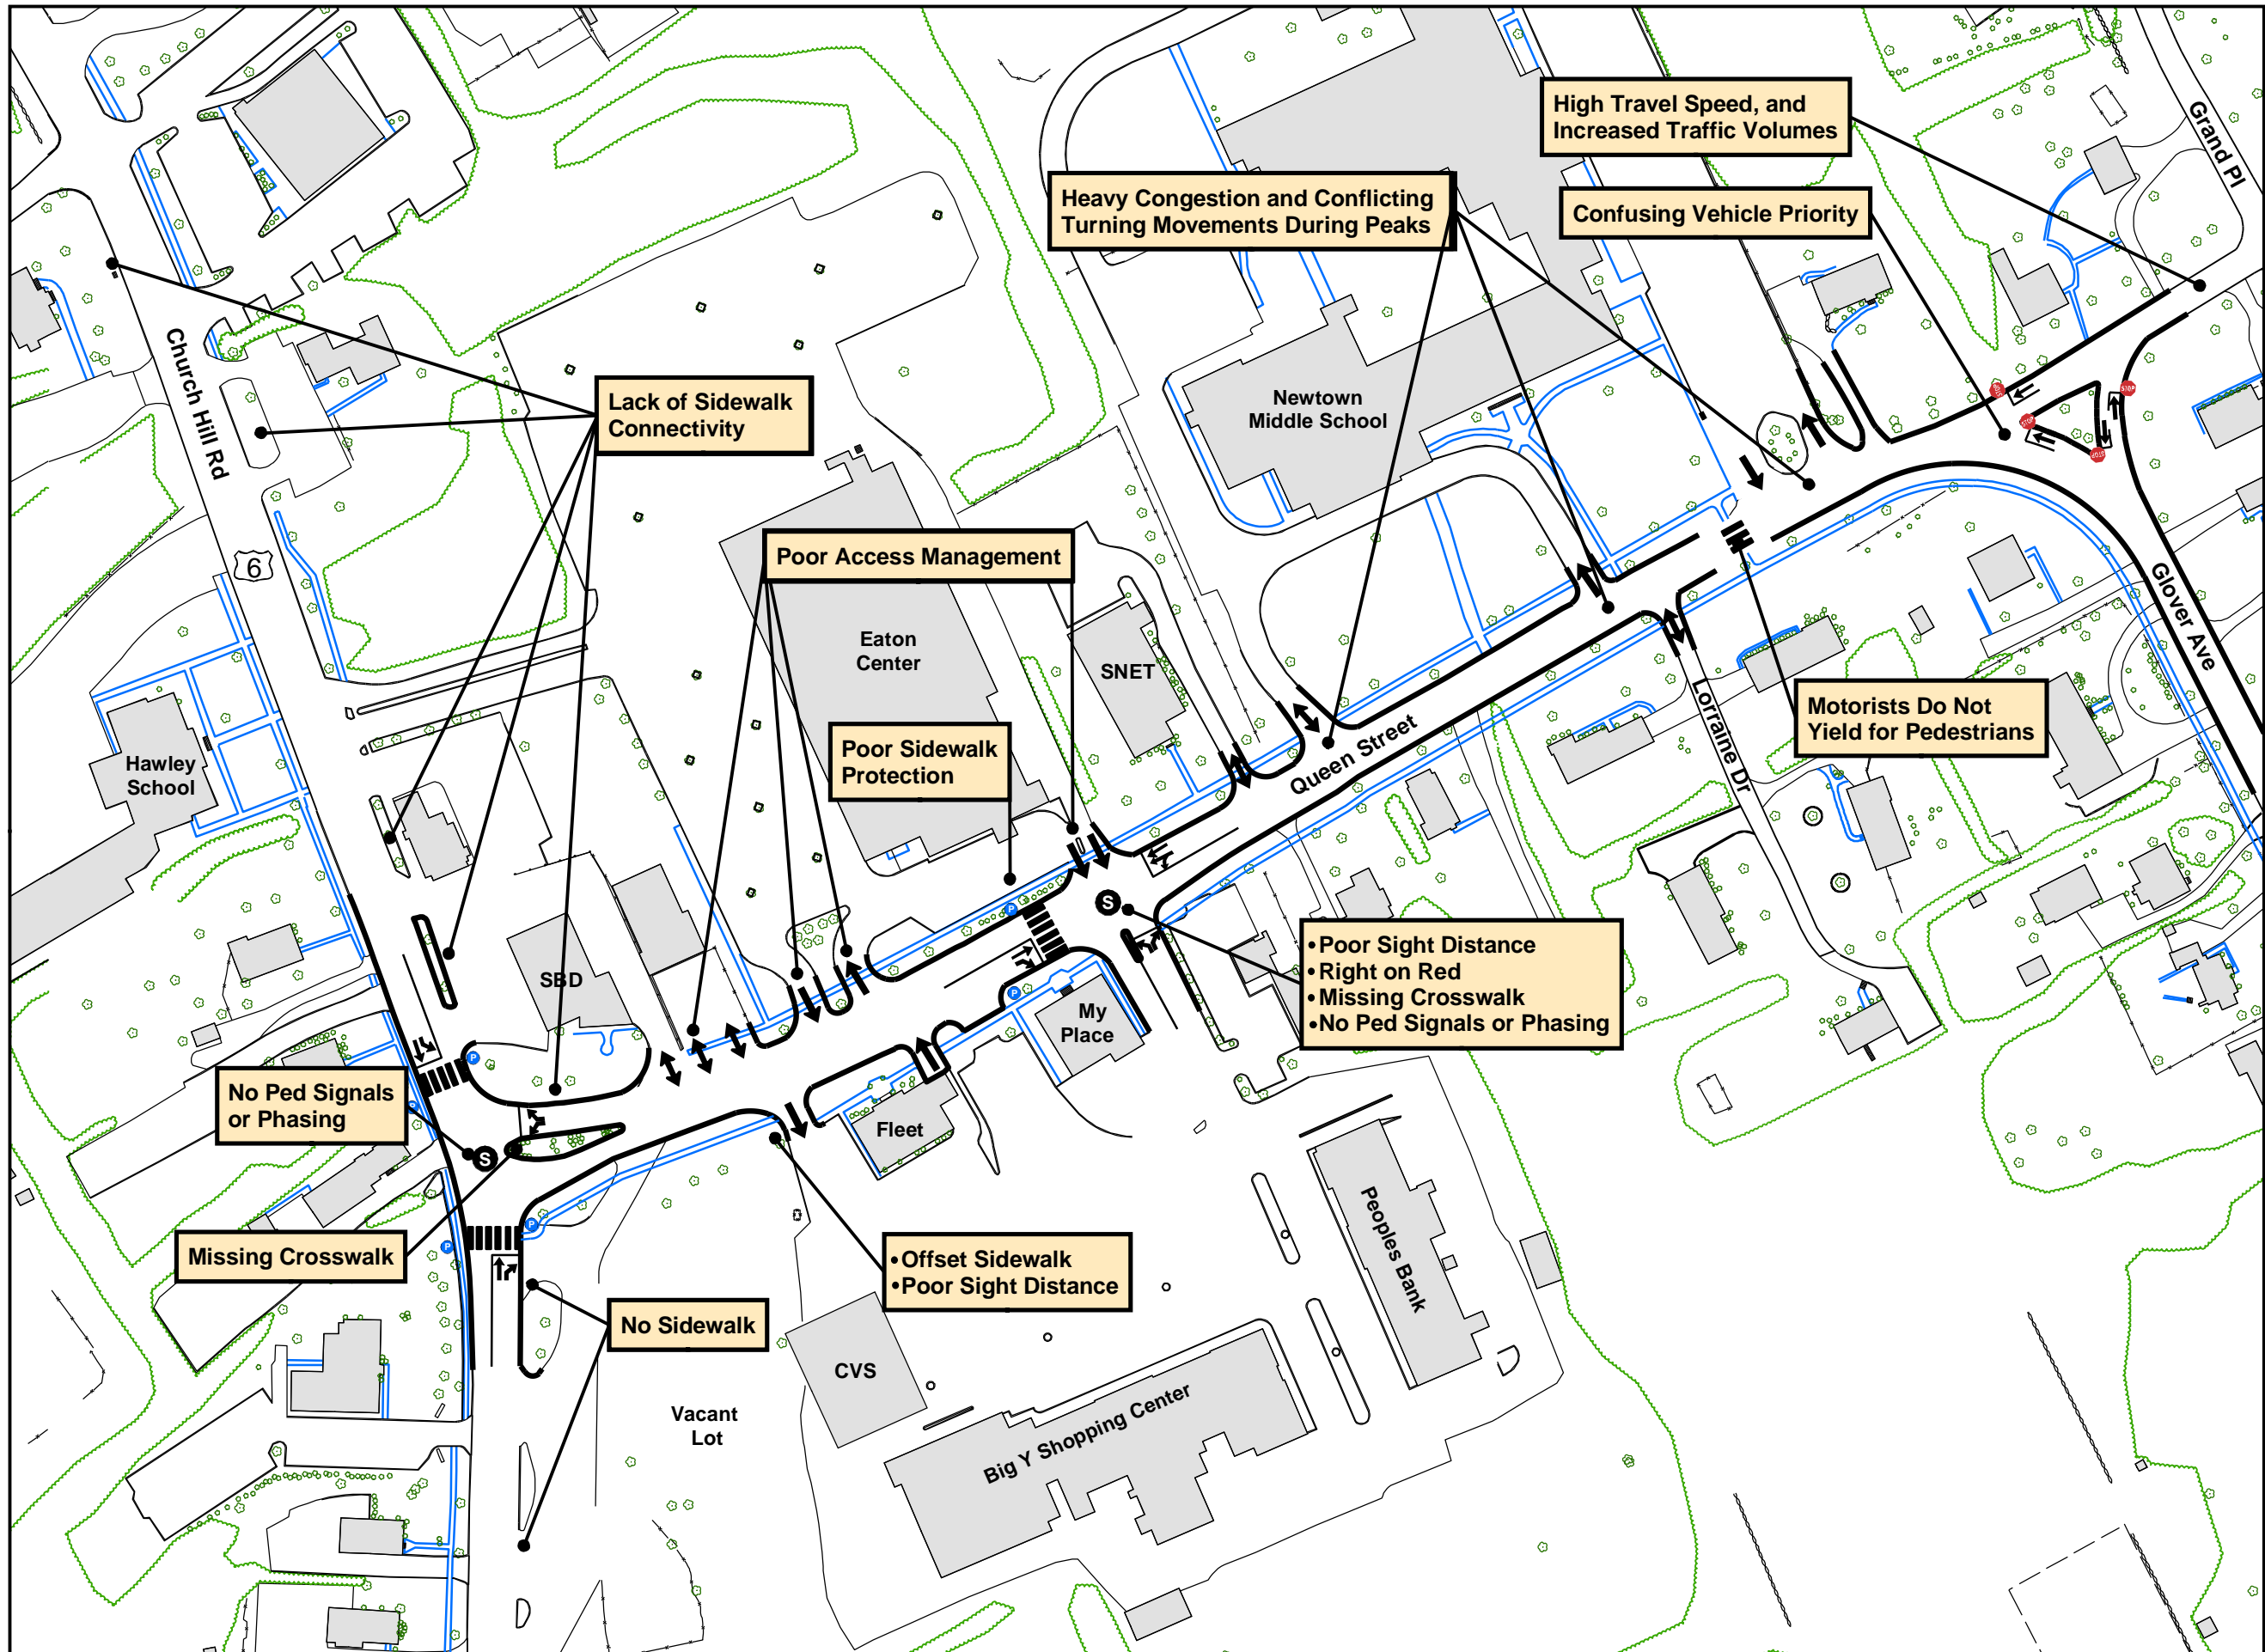 High Travel Speed, and
Increased Traffic Volumes
Grand Pl
Heavy Congestion and Conflicting
Turning Movements During Peaks
Confusing Vehicle Priority
Church Hill Rd
Lack of Sidewalk
Connectivity
Newtown
Middle School
STOP
STOP
STOP
STOP
6
Poor Access Management
Glover Ave
Eaton
Center
SNET
Lorraine Dr
Motorists Do Not
Yield for Pedestrians
Queen Street
Hawley
School
Poor Sidewalk
Protection
P
S
•Poor Sight Distance
•Right on Red
•Missing Crosswalk
•No Ped Signals or Phasing
SBD
P
My
Place
P
No Ped Signals
or Phasing
P
Fleet
S
Peoples Bank
P
P
Missing Crosswalk
•Offset Sidewalk
•Poor Sight Distance
No Sidewalk
CVS
Vacant
Lot
Big Y Shopping Center